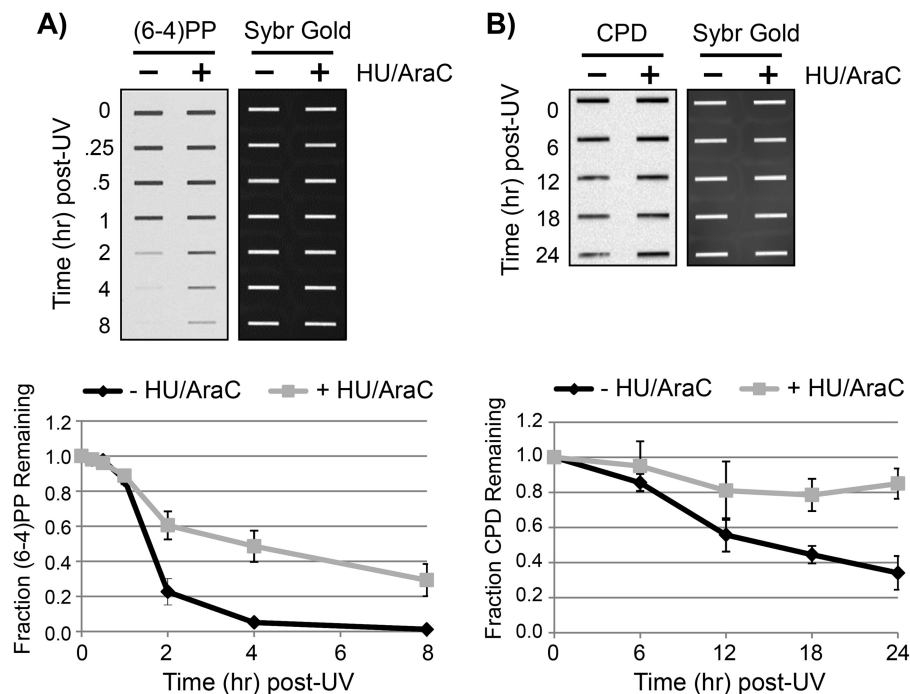 A)
(6-4)PP Sybr Gold
− + − + HU/AraC
Time (hr) post-UV
0
.25
.5
1
2
4
8
− HU/AraC + HU/AraC
Fraction (6-4)PP Remaining
1.2
1.0
0.8
0.6
0.4
0.2
0.0
0 2 4 6 8
Time (hr) post-UV
B)
CPD Sybr Gold
− + − + HU/AraC
Time (hr) post-UV
0
6
12
18
24
- HU/AraC + HU/AraC
Fraction CPD Remaining
1.2
1.0
0.8
0.6
0.4
0.2
0.0
0 6 12 18 24
Time (hr) post-UV